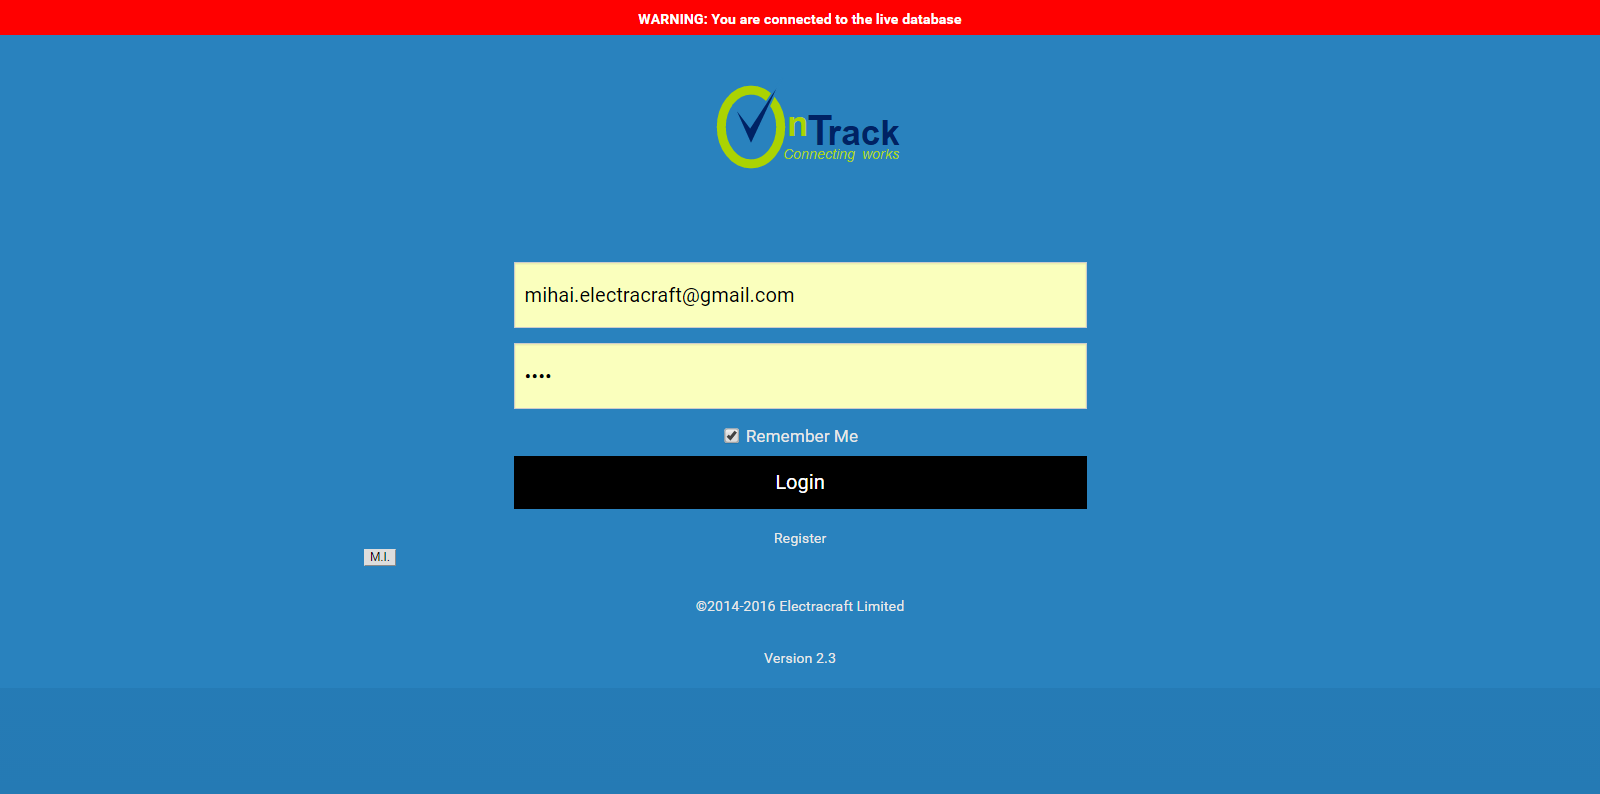 WARNING: You are connected to the live database
OnTrack
Connecting works
mihai.electracraft@gmail.com
••••
Remember Me
Login
Register
M.I.
©2014-2016 Electracraft Limited
Version 2.3